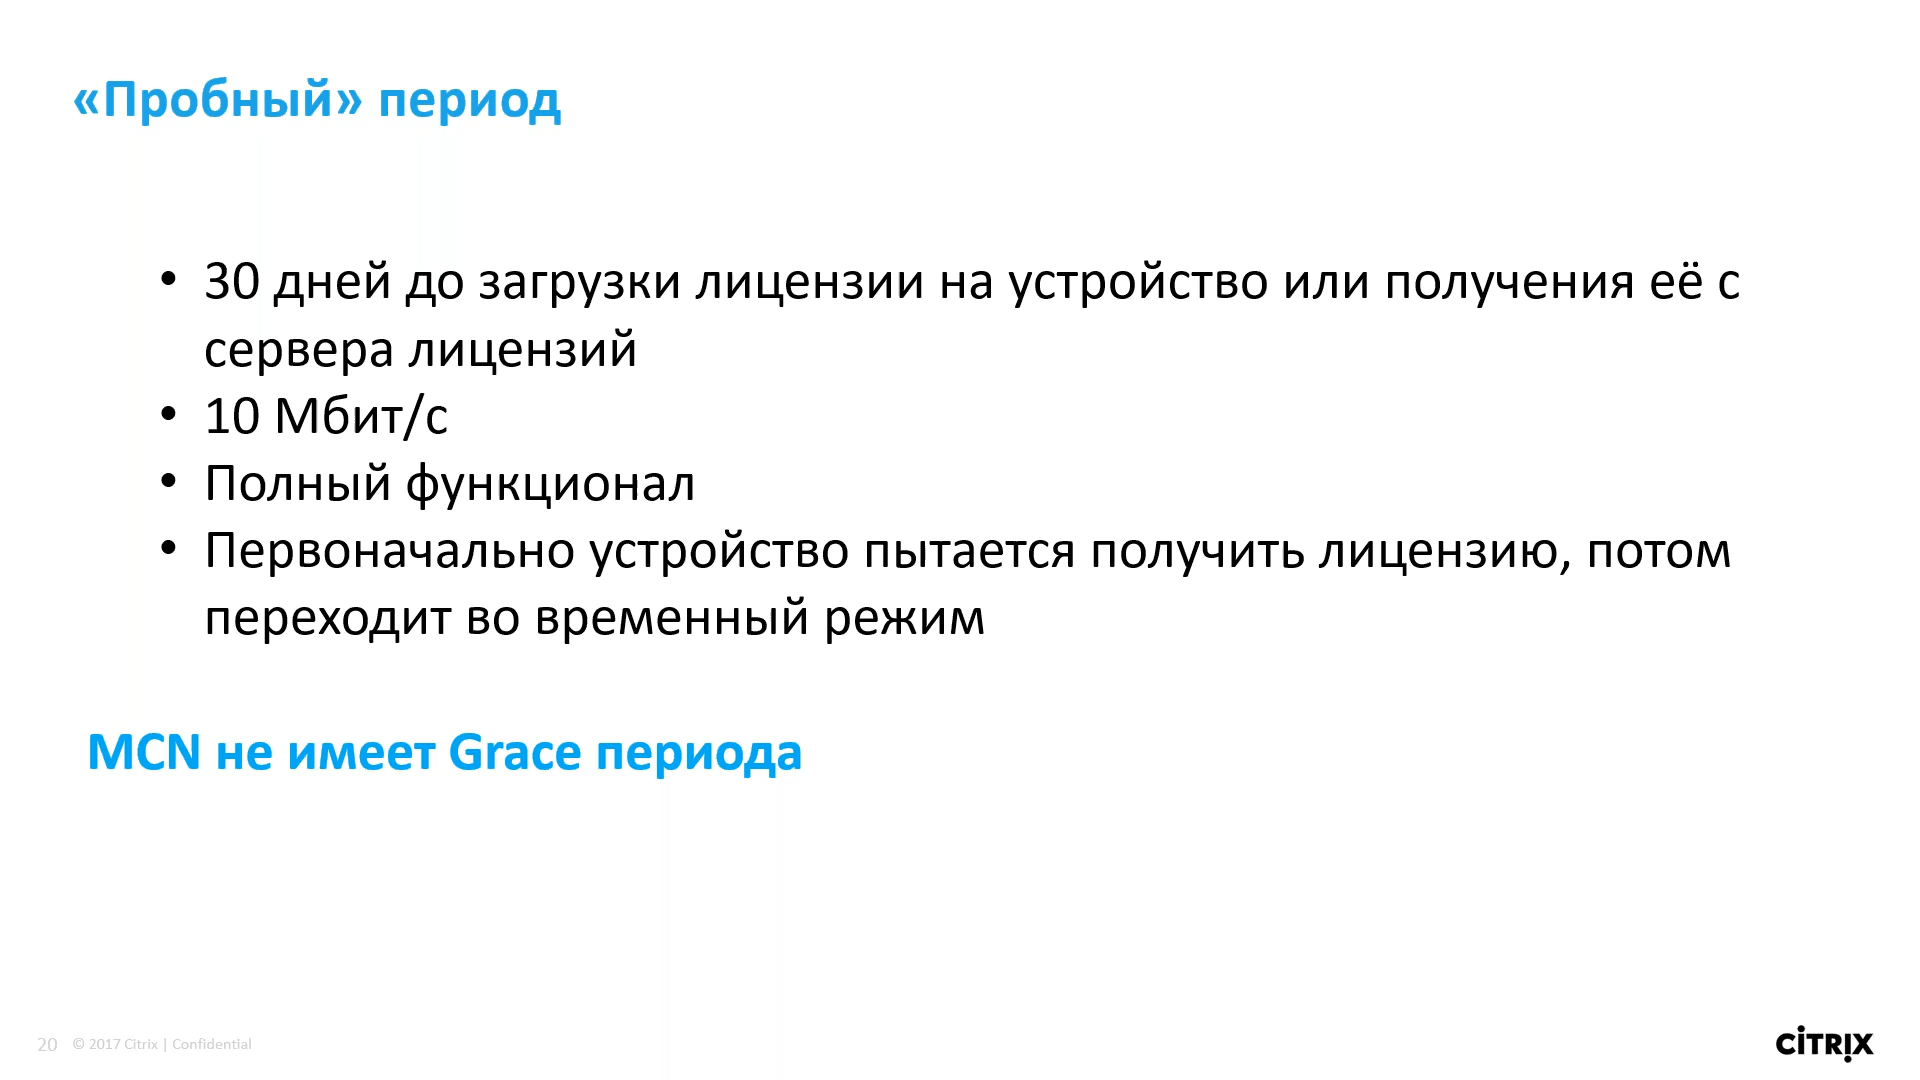 «Пробный» период
• 30 дней до загрузки лицензии на устройство или получения её с
сервера лицензий
• 10 Мбит/с
• Полный функционал
• Первоначально устройство пытается получить лицензию, потом
переходит во временный режим
MCN не имеет Grace периода
20 © 2017 Citrix | Confidential
CITRIX